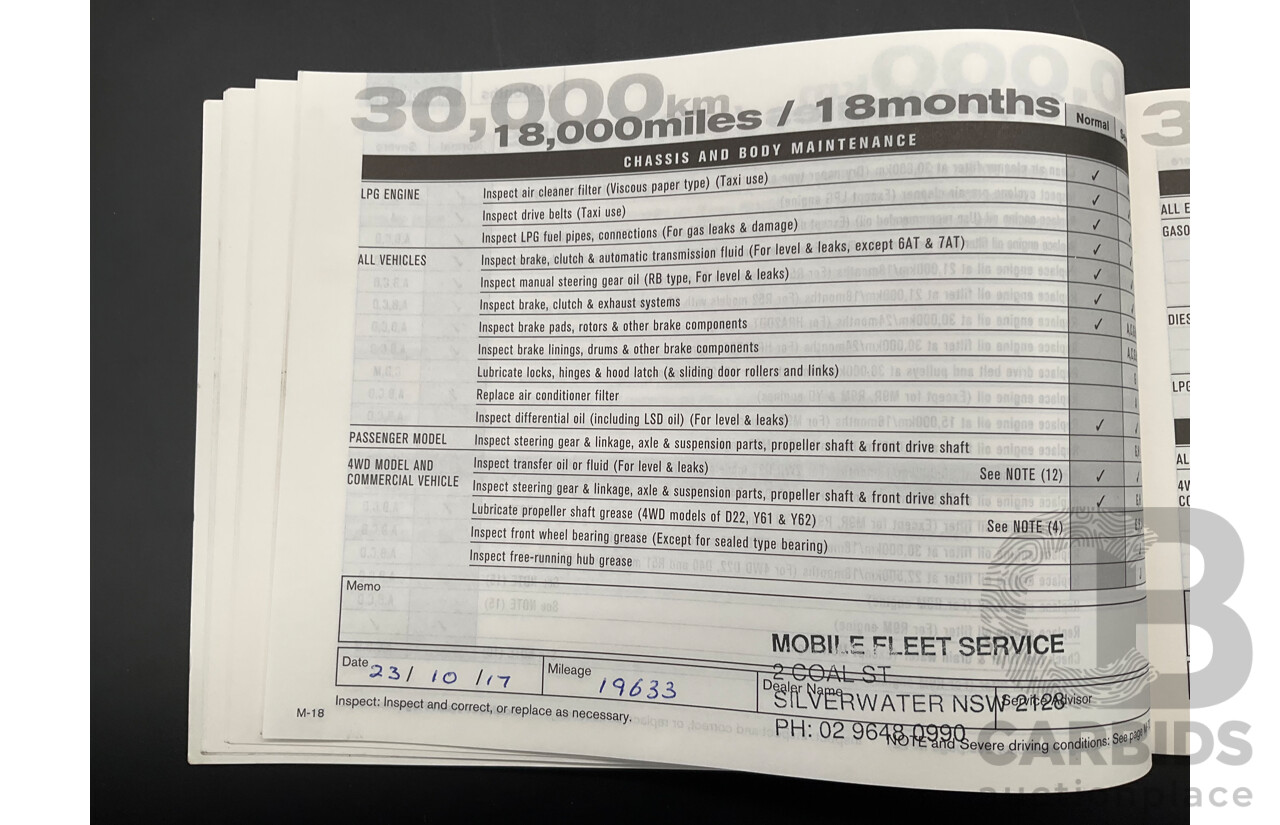 30,000km
18,000miles / 18months
Normal
CHASSIS AND BODY MAINTENANCE
LPG ENGINE
Inspect air cleaner filter (Viscous paper type) (Taxi use) ✓
Inspect drive belts (Taxi use) ✓
Inspect LPG fuel pipes, connections (For gas leaks & damage) ✓
ALL VEHICLES
Inspect brake, clutch & automatic transmission fluid (For level & leaks, except 6AT & 7AT) ✓
Inspect manual steering gear oil (RB type, For level & leaks) ✓
Inspect brake, clutch & exhaust systems ✓
Inspect brake pads, rotors & other brake components ✓
Inspect brake linings, drums & other brake components
Lubricate locks, hinges & hood latch (& sliding door rollers and links)
Replace air conditioner filter
Inspect differential oil (including LSD oil) (For level & leaks) ✓
PASSENGER MODEL
Inspect steering gear & linkage, axle & suspension parts, propeller shaft & front drive shaft
4WD MODEL AND
COMMERCIAL VEHICLE
Inspect transfer oil or fluid (For level & leaks) See NOTE (12) ✓
Inspect steering gear & linkage, axle & suspension parts, propeller shaft & front drive shaft ✓
Lubricate propeller shaft grease (4WD models of D22, Y61 & Y62) See NOTE (4)
Inspect front wheel bearing grease (Except for sealed type bearing)
Inspect free-running hub grease
Memo
MOBILE FLEET SERVICE
2 COAL ST
SILVERWATER NSW 2128
PH: 02 9648 0990
Date 23/10/17
Mileage 19633
Dealer Name
Service Advisor
Inspect: Inspect and correct, or replace as necessary.
NOTE and Severe driving conditions: See page
M-18
ALL E
GASO
DIES
LPG
AL
4V
CO
CARBIDS
auctionplace